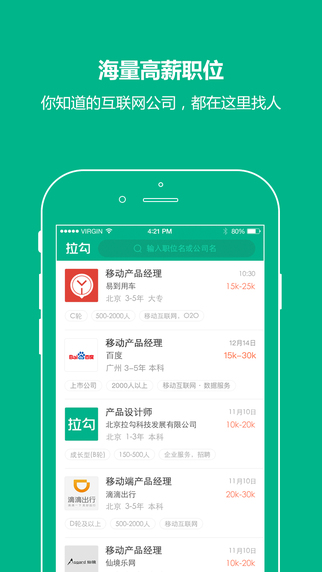 海量高薪职位
你知道的互联网公司，都在这里找人
VIRGIN 4:21 PM 80%
拉勾 输入职位名或公司名
移动产品经理 10:30
易到用车 15k-25k
北京 3-5年 大专
C轮 500-2000人 移动互联网、O2O
移动产品经理 12月14日
Bai du 百度 百度 15k-30k
广州 3-5年 本科
上市公司 2000人以上 移动互联网·数据服务
拉勾 产品设计师 11月10日
北京拉勾科技发展有限公司 10k-20k
北京 1-3年 本科
成长型(B轮) 150-500人 企业服务、招聘
移动端产品经理 11月10日
滴滴出行 滴滴出行 20k-30k
北京 3-5年 本科
D轮及以上 500-2000人 移动互联网
移动产品经理 11月10日
仙境乐网 10k-20k